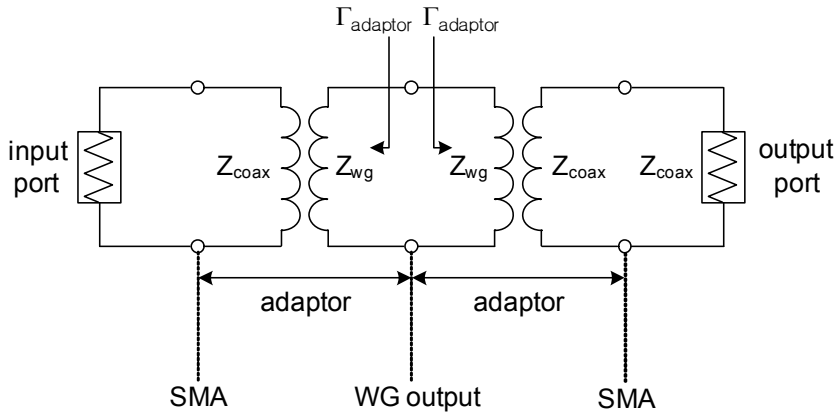 Γadaptor Γadaptor
input port
Zcoax
Zwg
Zwg
Zcoax
Zcoax
output port
adaptor
adaptor
SMA
WG output
SMA